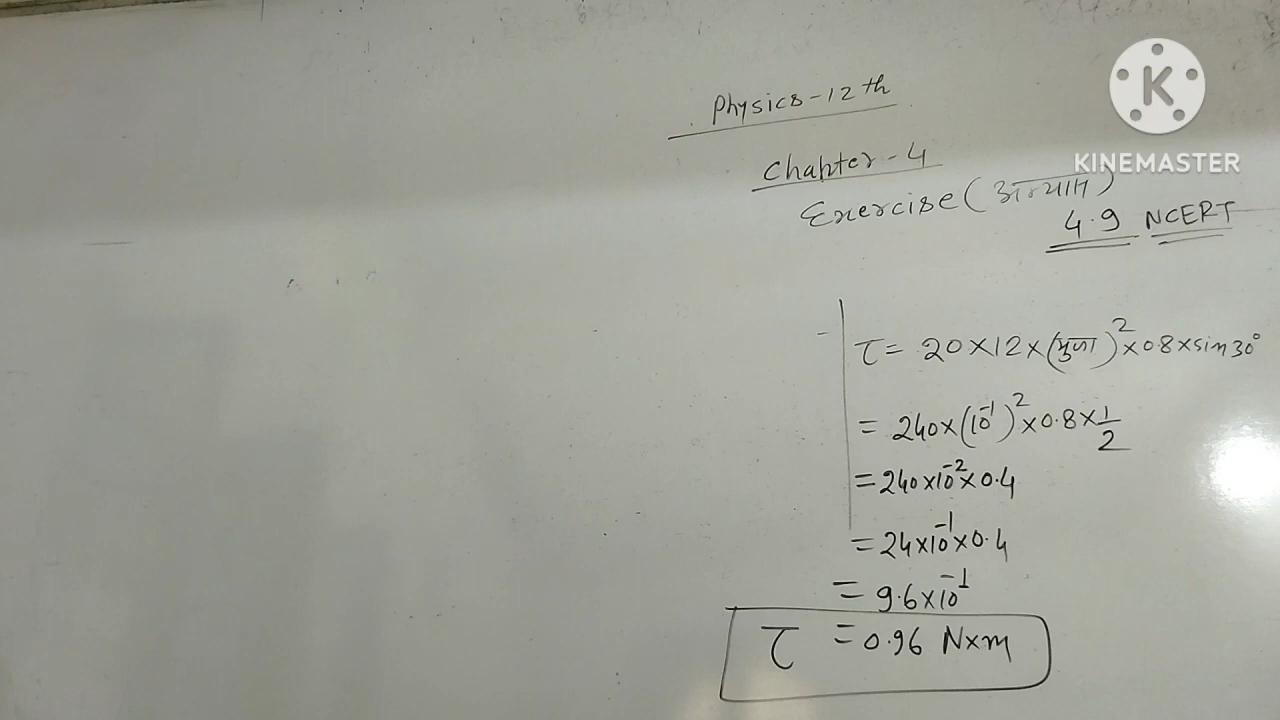 Physics-12th
Chapter-4
Exercise (अभ्यास)
4.9 NCERT
τ = 20×12×(भुजा)²×0.8×sin30°
= 240×(10⁻¹)²×0.8×1/2
= 240×10⁻²×0.4
= 24×10⁻¹×0.4
= 9.6×10⁻¹
τ = 0.96 N×m
K
KINEMASTER